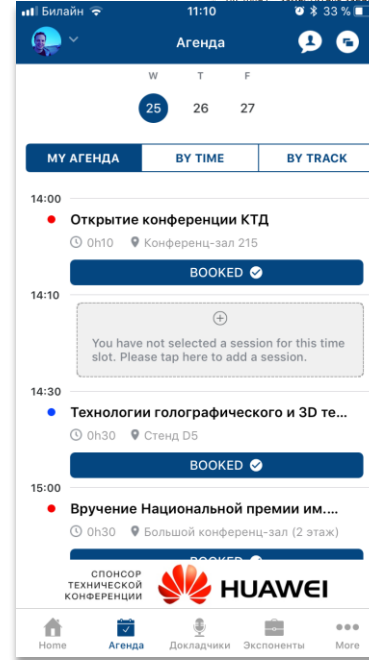 Билайн 11:10 33 %
Агенда
W T F
25 26 27
MY АГЕНДА BY TIME BY TRACK
14:00
Открытие конференции КТД
0h10 Конференц-зал 215
BOOKED
14:10
You have not selected a session for this time
slot. Please tap here to add a session.
14:30
Технологии голографического и 3D те...
0h30 Стенд D5
BOOKED
15:00
Вручение Национальной премии им....
0h30 Большой конференц-зал (2 этаж)
BOOKED
СПОНСОР
ТЕХНИЧЕСКОЙ
КОНФЕРЕНЦИИ
HUAWEI
Home Агенда Докладчики Экспоненты More